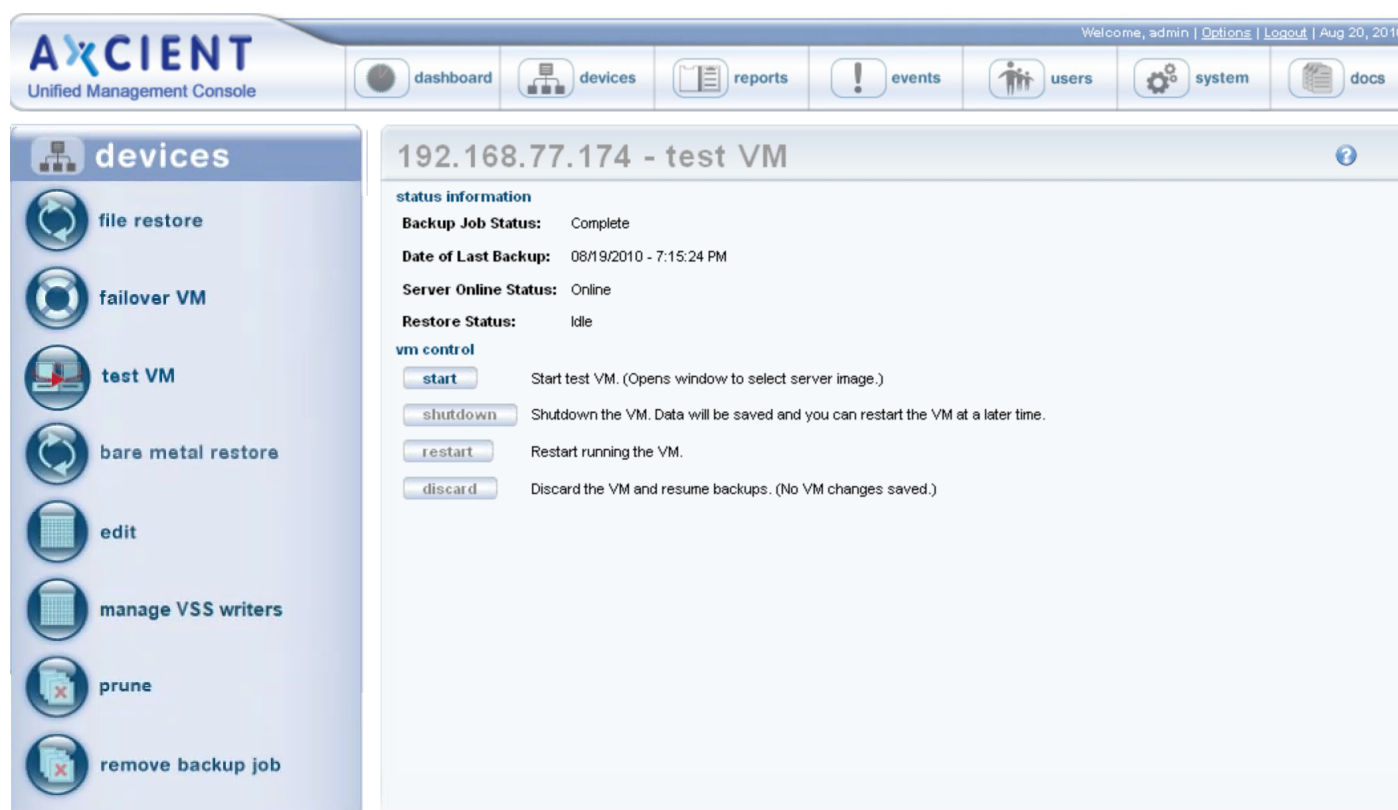 AXCIENT
Unified Management Console
Welcome, admin | Options | Logout | Aug 20, 2010
dashboard
devices
reports
events
users
system
docs
devices
file restore
failover VM
test VM
bare metal restore
edit
manage VSS writers
prune
remove backup job
192.168.77.174 - test VM
status information
Backup Job Status: Complete
Date of Last Backup: 08/19/2010 - 7:15:24 PM
Server Online Status: Online
Restore Status: Idle
vm control
start Start test VM. (Opens window to select server image.)
shutdown Shutdown the VM. Data will be saved and you can restart the VM at a later time.
restart Restart running the VM.
discard Discard the VM and resume backups. (No VM changes saved.)